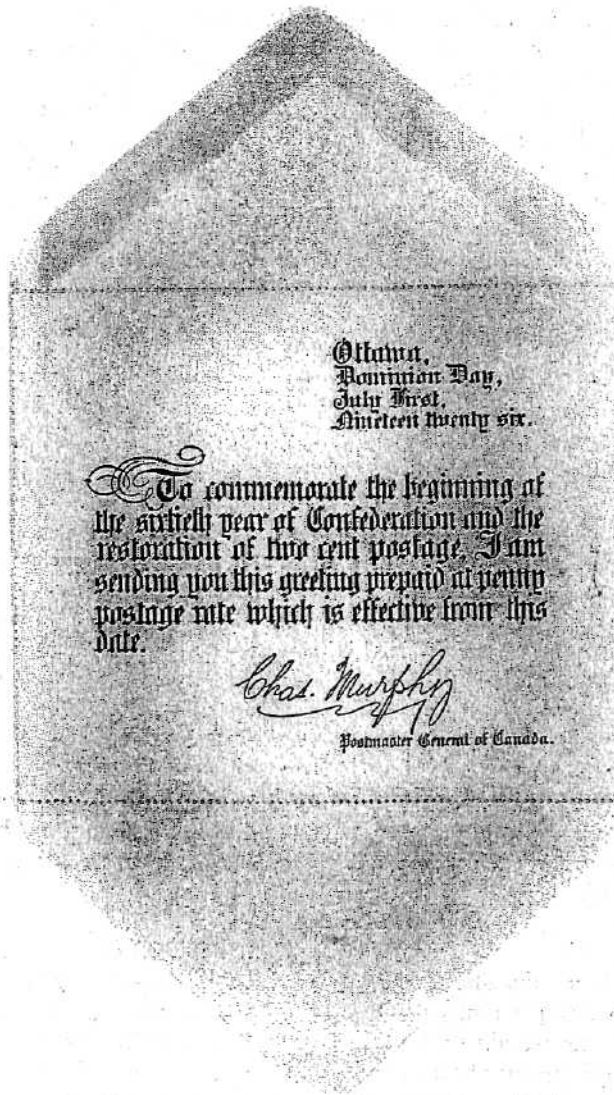 Ottawa,
Dominion Day,
July First,
Nineteen twenty six.
To commemorate the beginning of
the sixtieth year of Confederation and the
restoration of two cent postage, I am
sending you this greeting prepaid at penny
postage rate which is effective from this
date.
Chas. Murphy
Postmaster General of Canada.